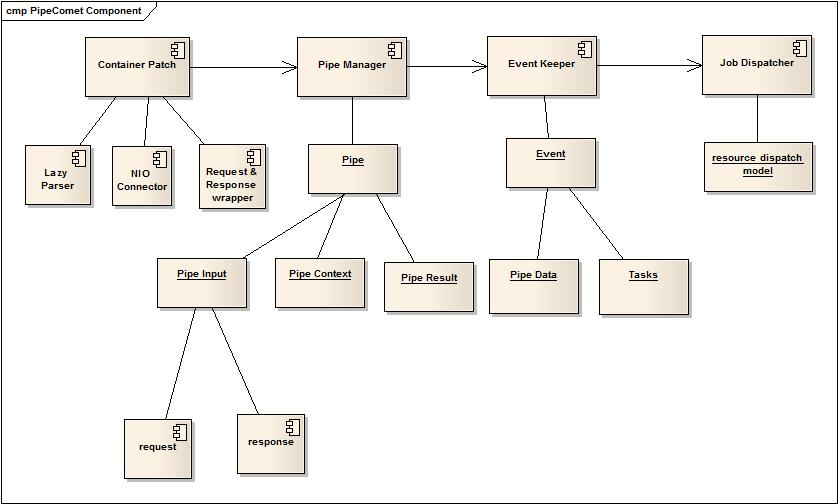 cmp PipeComet Component
Container Patch
Pipe Manager
Event Keeper
Job Dispatcher
Lazy
Parser
NIO
Connector
Request &
Response
wrapper
Pipe
Event
resource dispatch
model
Pipe Input
Pipe Context
Pipe Result
Pipe Data
Tasks
request
response